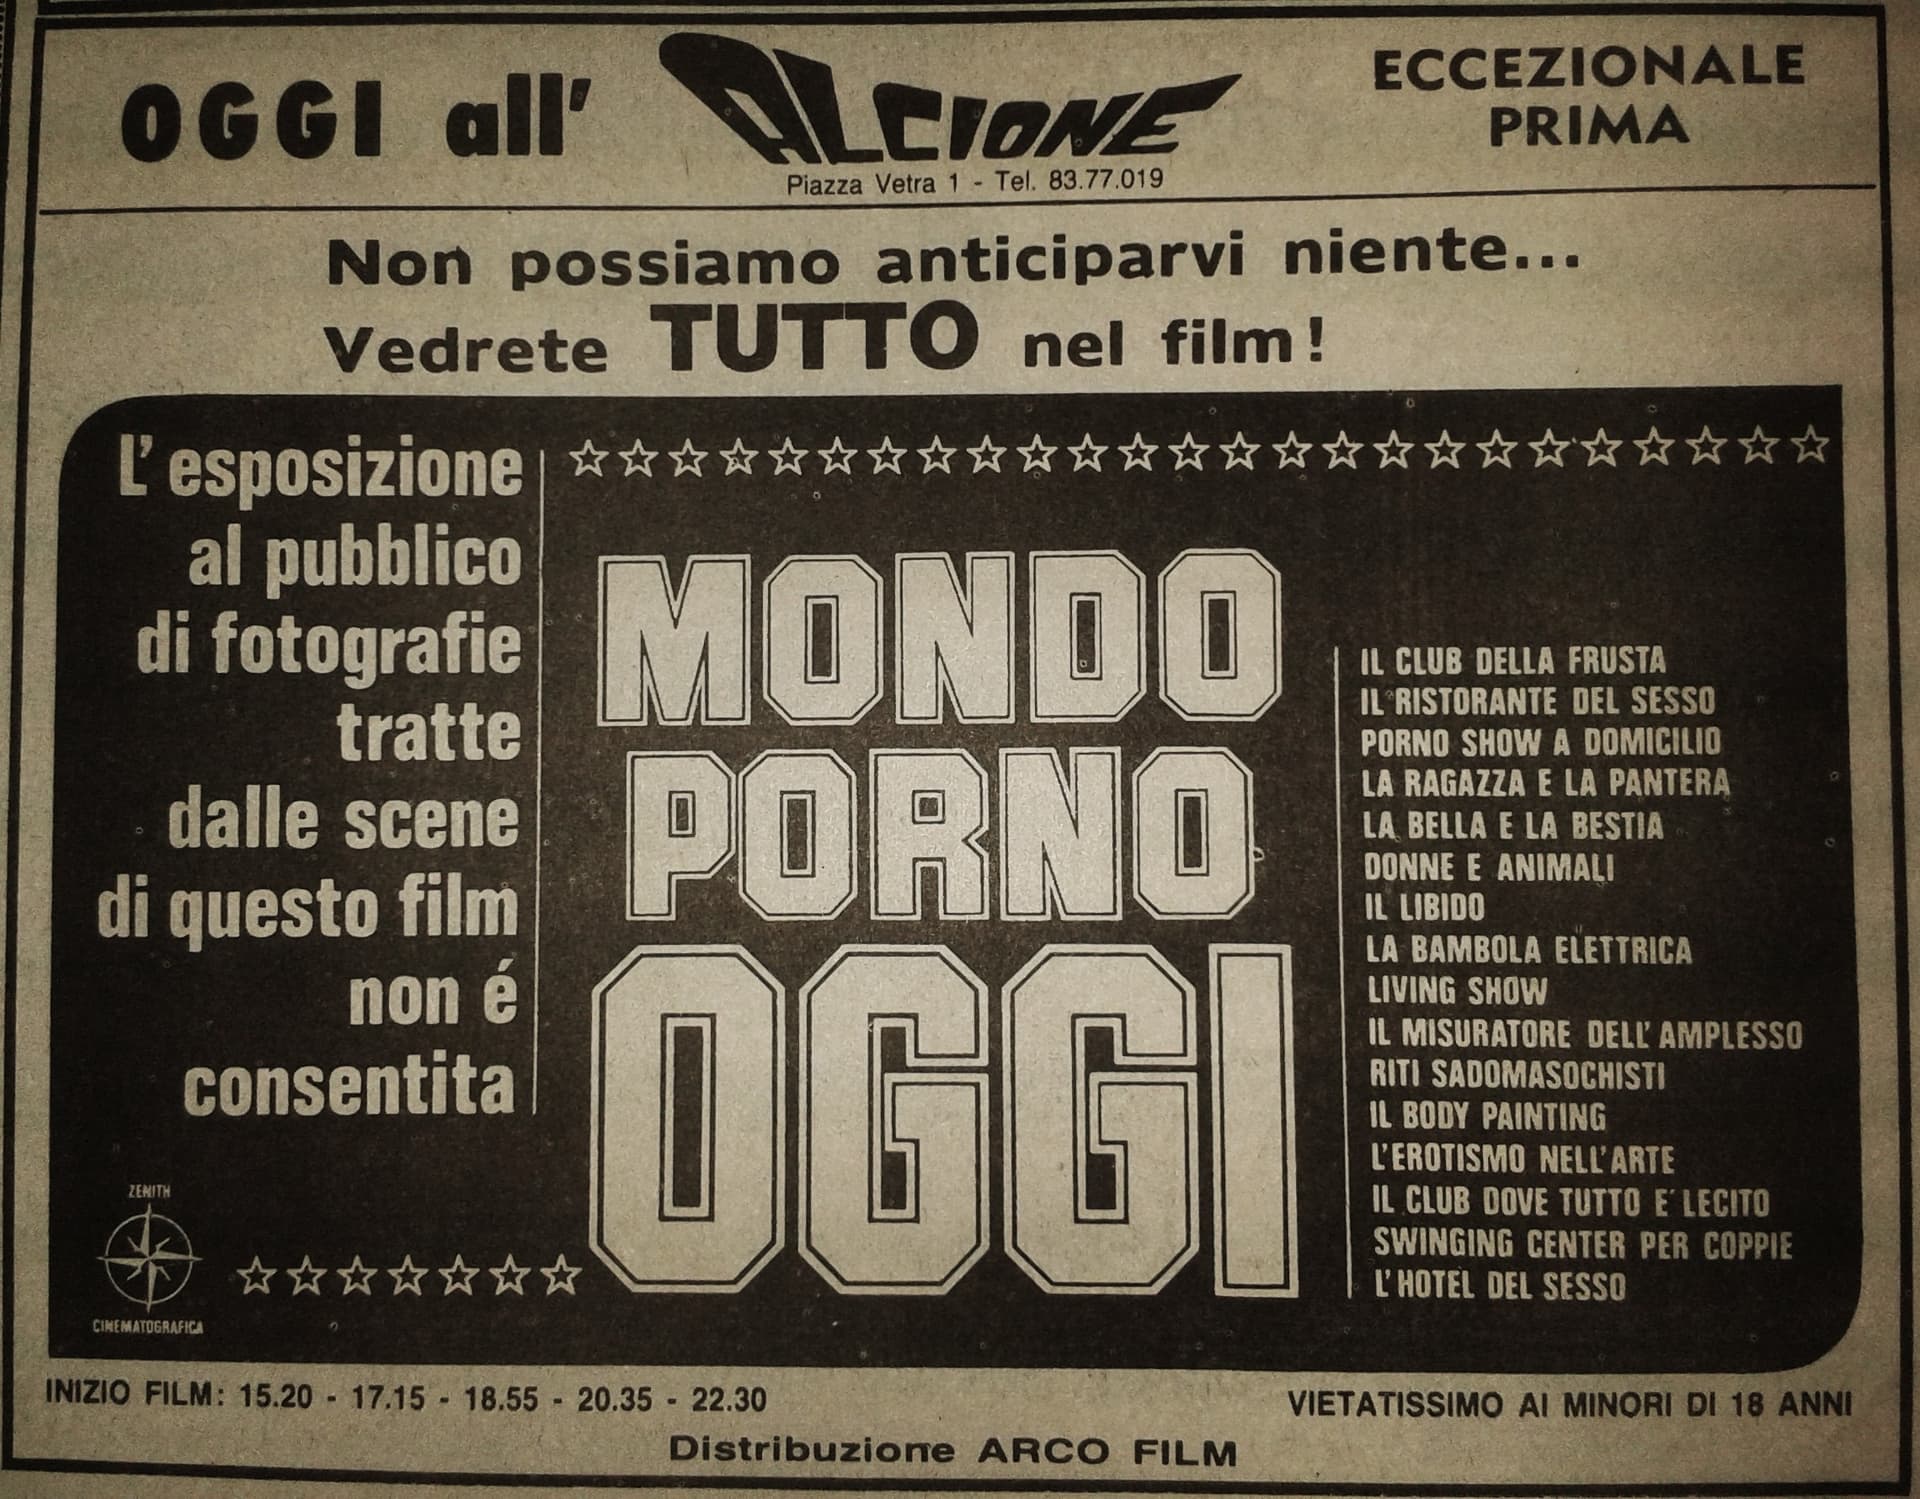 OGGI all' ALCIONE
Piazza Vetra 1 - Tel. 83.77.019
ECCEZIONALE
PRIMA
Non possiamo anticiparvi niente...
Vedrete TUTTO nel film!
L'esposizione
al pubblico
di fotografie
tratte
dalle scene
di questo film
non é
consentita
MONDO
PORNO
OGGI
IL CLUB DELLA FRUSTA
IL RISTORANTE DEL SESSO
PORNO SHOW A DOMICILIO
LA RAGAZZA E LA PANTERA
LA BELLA E LA BESTIA
DONNE E ANIMALI
IL LIBIDO
LA BAMBOLA ELETTRICA
LIVING SHOW
IL MISURATORE DELL'AMPLESSO
RITI SADOMASOCHISTI
IL BODY PAINTING
L'EROTISMO NELL'ARTE
IL CLUB DOVE TUTTO E' LECITO
SWINGING CENTER PER COPPIE
L'HOTEL DEL SESSO
ZENITH
CINEMATOGRAFICA
INIZIO FILM: 15.20 - 17.15 - 18.55 - 20.35 - 22.30
VIETATISSIMO AI MINORI DI 18 ANNI
Distribuzione ARCO FILM